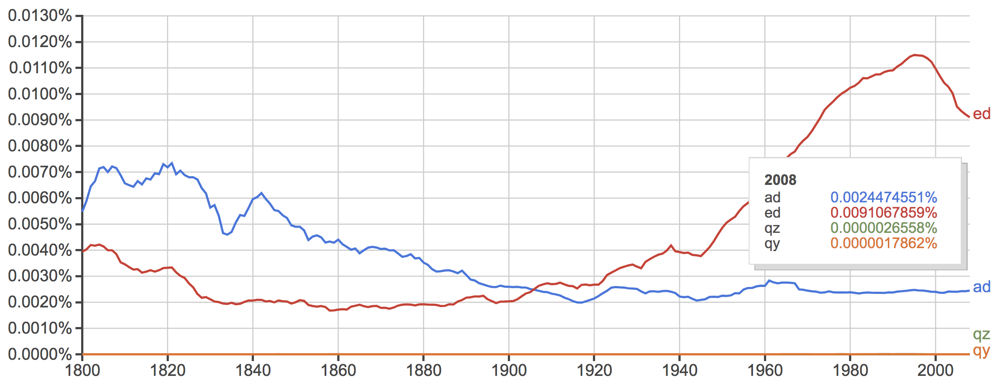 0.0130%
0.0120%
0.0110%
0.0100%
0.0090%
ed
0.0080%
0.0070%
2008
ad 0.0024474551%
ed 0.0091067859%
qz 0.0000026558%
qy 0.0000017862%
0.0060%
0.0050%
0.0040%
0.0030%
ad
0.0020%
0.0010%
qz
0.0000%
qy
1800 1820 1840 1860 1880 1900 1920 1940 1960 1980 2000